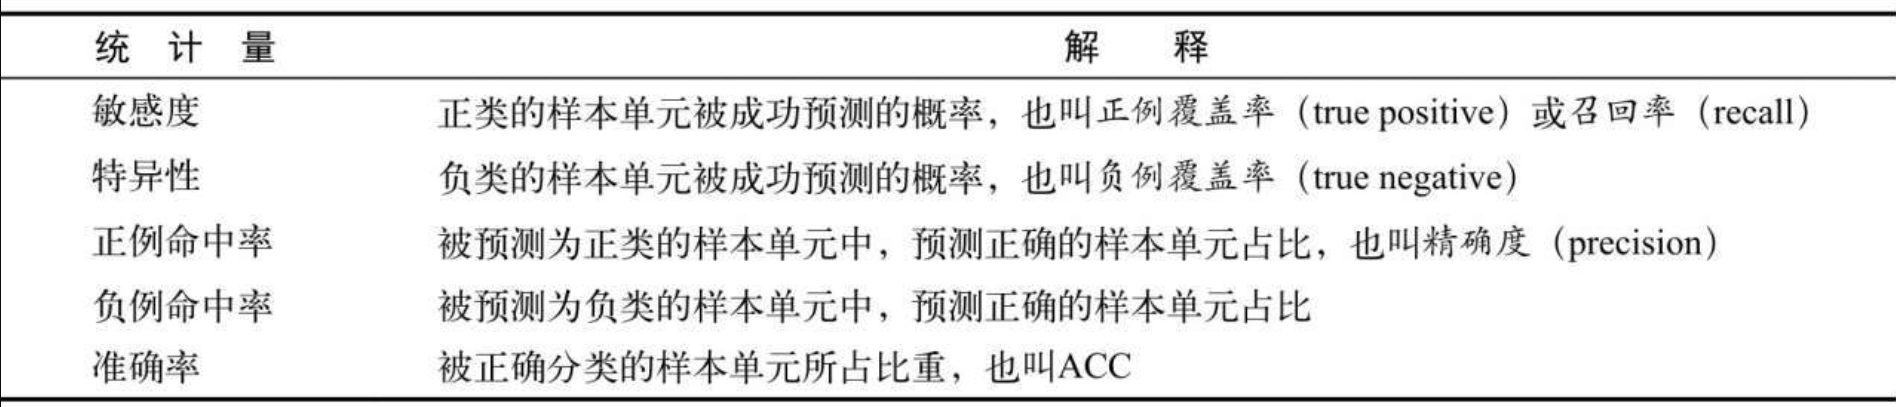 统 计 量 解 释
敏感度 正类的样本单元被成功预测的概率，也叫正例覆盖率（true positive）或召回率（recall）
特异性 负类的样本单元被成功预测的概率，也叫负例覆盖率（true negative）
正例命中率 被预测为正类的样本单元中，预测正确的样本单元占比，也叫精确度（precision）
负例命中率 被预测为负类的样本单元中，预测正确的样本单元占比
准确率 被正确分类的样本单元所占比重，也叫ACC